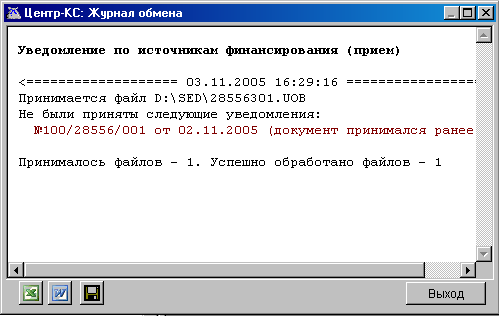 Центр-КС: Журнал обмена
Уведомление по источникам финансирования (прием)
<=================== 03.11.2005 16:29:16 =================
Принимается файл D:\SED\28556301.UOB
Не были приняты следующие уведомления:
№100/28556/001 от 02.11.2005 (документ принимался ранее
Принималось файлов - 1. Успешно обработано файлов - 1
Выход